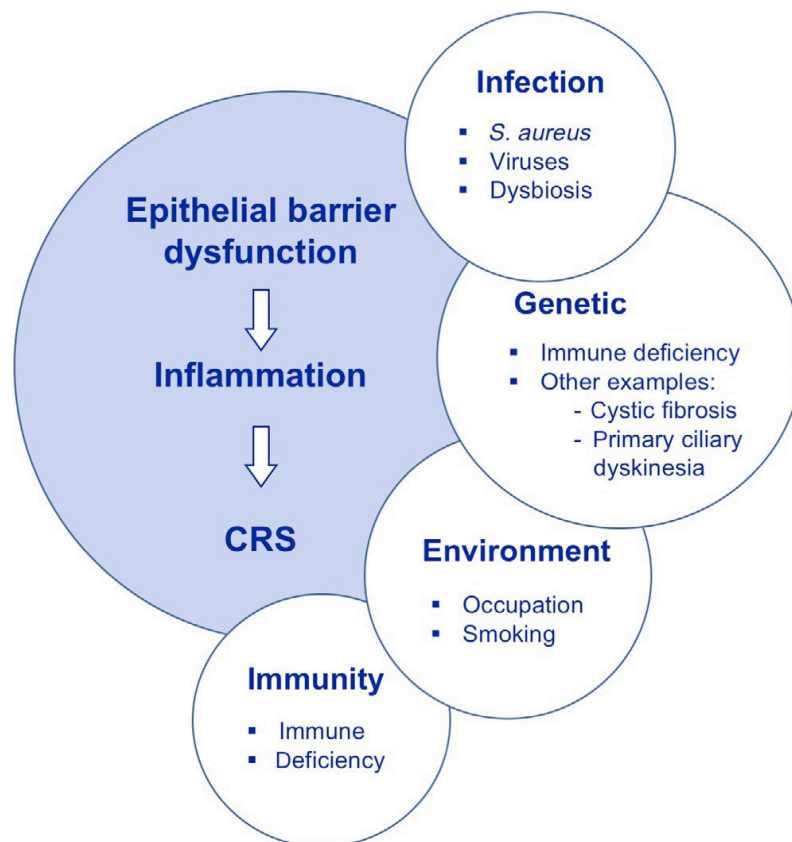 Epithelial barrier
dysfunction
Inflammation
CRS
Infection
▪ S. aureus
▪ Viruses
▪ Dysbiosis
Genetic
▪ Immune deficiency
▪ Other examples:
- Cystic fibrosis
- Primary ciliary
dyskinesia
Environment
▪ Occupation
▪ Smoking
Immunity
▪ Immune
▪ Deficiency